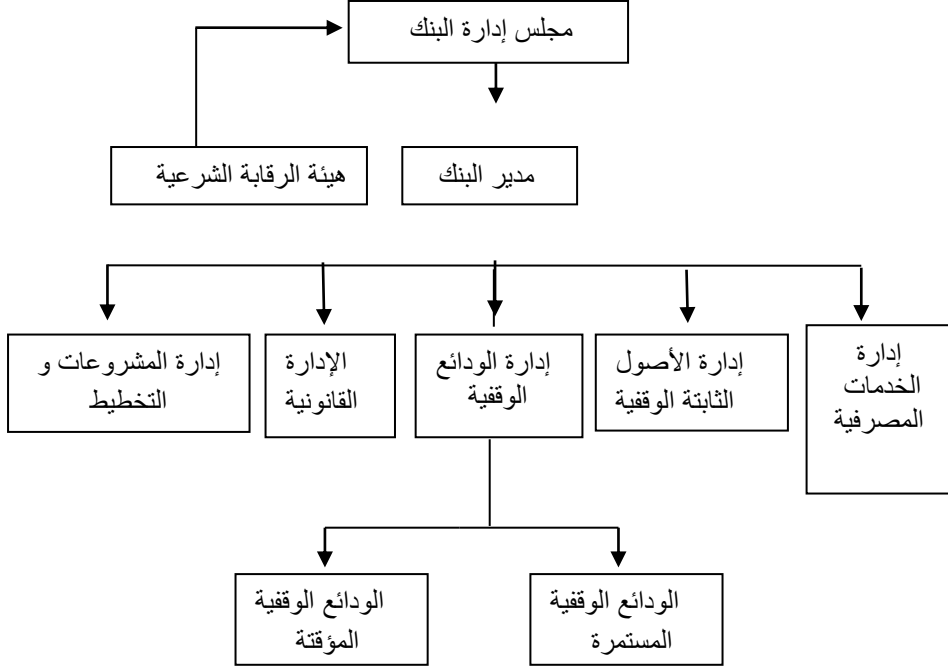 مجلس إدارة البنك
مدير البنك
هيئة الرقابة الشرعية
إدارة
الخدمات
المصرفية
إدارة الأصول
الثابتة الوقفية
إدارة الودائع
الوقفية
الإدارة
القانونية
إدارة المشروعات و
التخطيط
الودائع الوقفية
المستمرة
الودائع الوقفية
المؤقتة